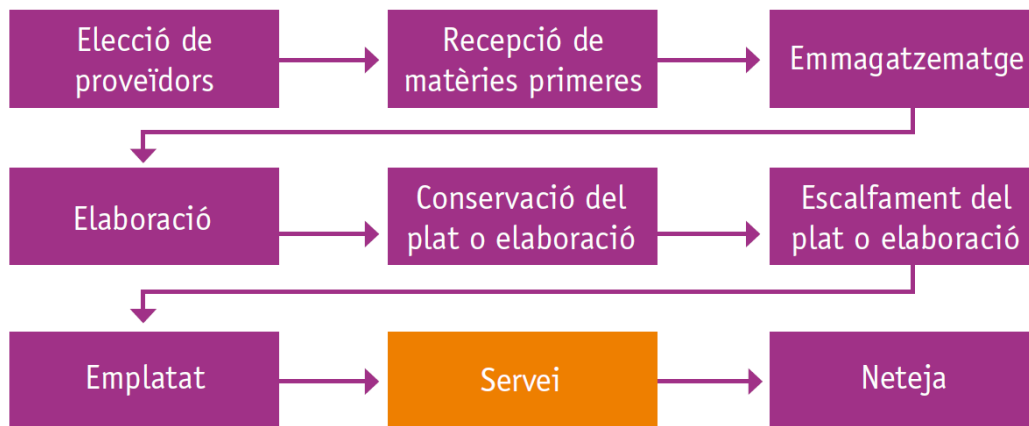 Elecció de
proveïdors
Recepció de
matèries primeres
Emmagatzematge
Elaboració
Conservació del
plat o elaboració
Escalfament del
plat o elaboració
Emplatat
Servei
Neteja